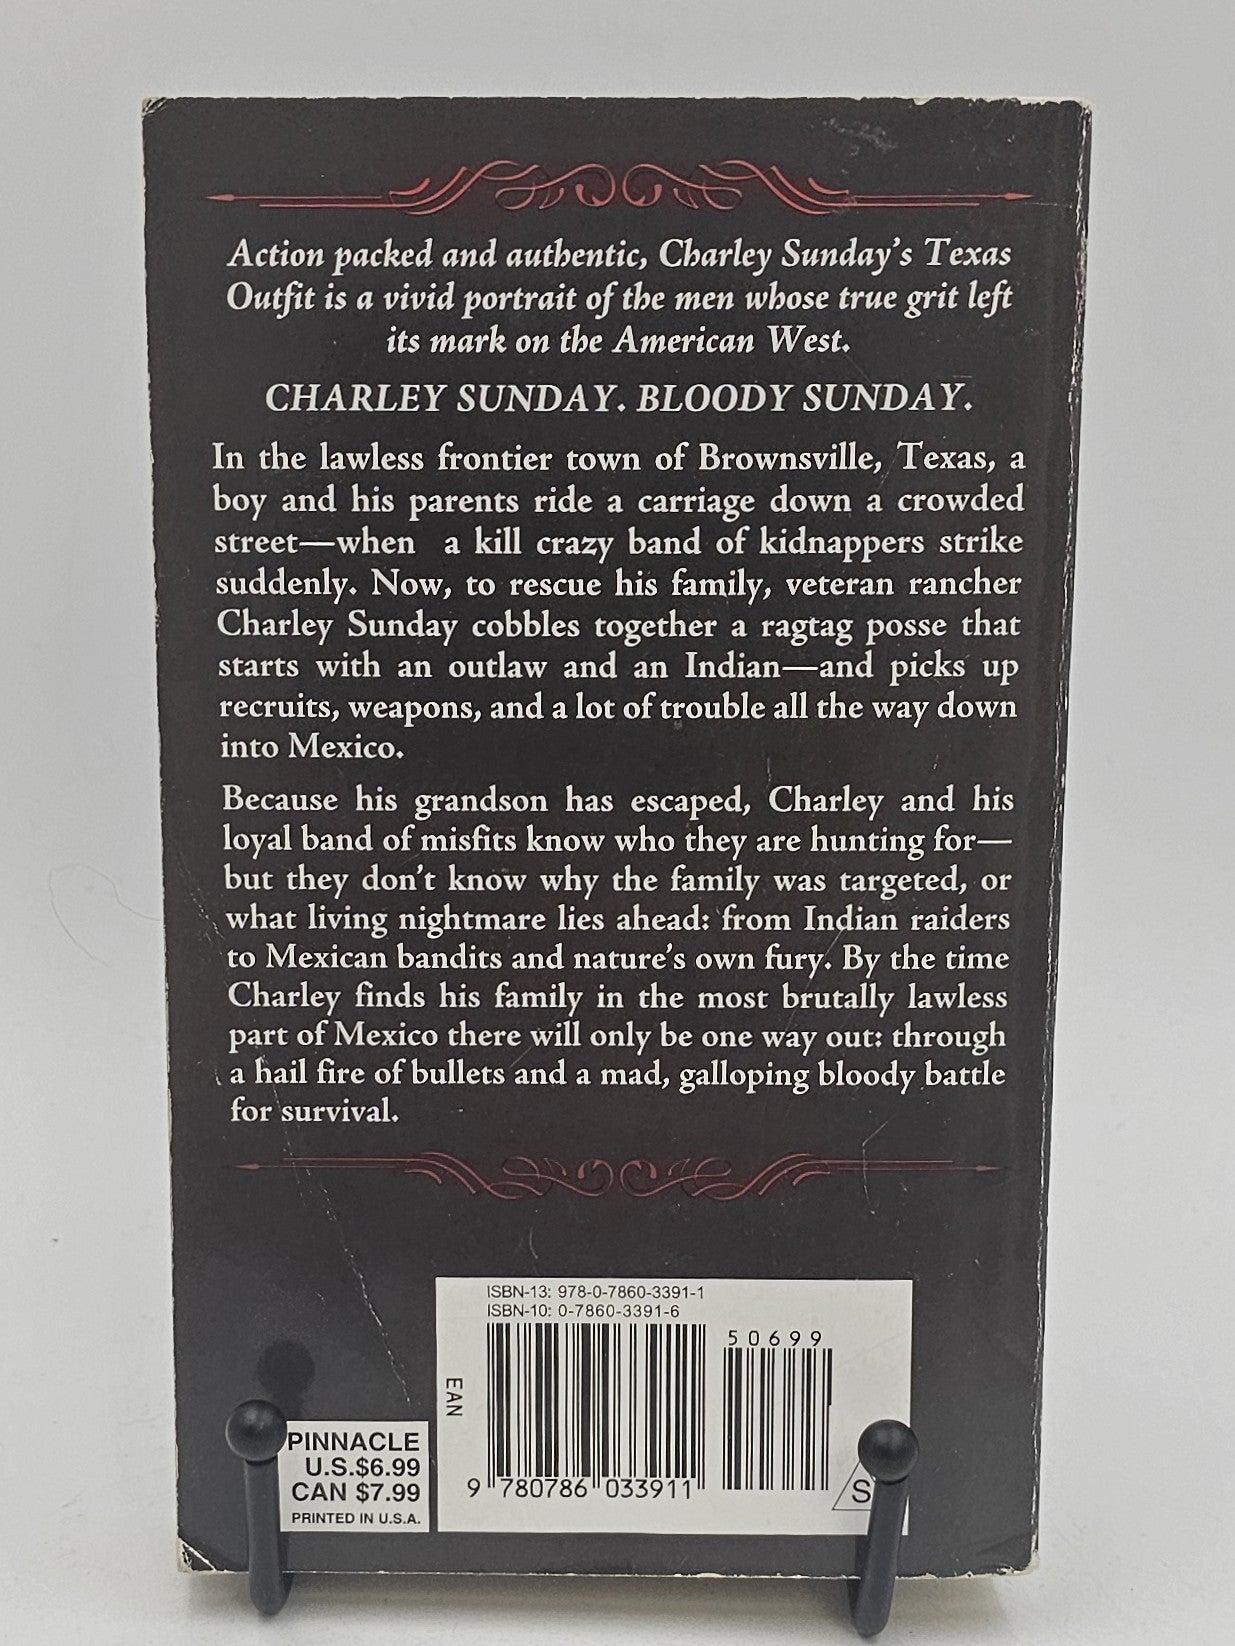 Action packed and authentic, Charley Sunday's Texas
Outfit is a vivid portrait of the men whose true grit left
its mark on the American West.
CHARLEY SUNDAY. BLOODY SUNDAY.
In the lawless frontier town of Brownsville, Texas, a
boy and his parents ride a carriage down a crowded
street—when a kill crazy band of kidnappers strike
suddenly. Now, to rescue his family, veteran rancher
Charley Sunday cobbles together a ragtag posse that
starts with an outlaw and an Indian—and picks up
recruits, weapons, and a lot of trouble all the way down
into Mexico.
Because his grandson has escaped, Charley and his
loyal band of misfits know who they are hunting for—
but they don't know why the family was targeted, or
what living nightmare lies ahead: from Indian raiders
to Mexican bandits and nature's own fury. By the time
Charley finds his family in the most brutally lawless
part of Mexico there will only be one way out: through
a hail fire of bullets and a mad, galloping bloody battle
for survival.
ISBN-13: 978-0-7860-3391-1
ISBN-10: 0-7860-3391-6
50699
EAN
9 780786 033911
S
PINNACLE
U.S.$6.99
CAN $7.99
PRINTED IN U.S.A.